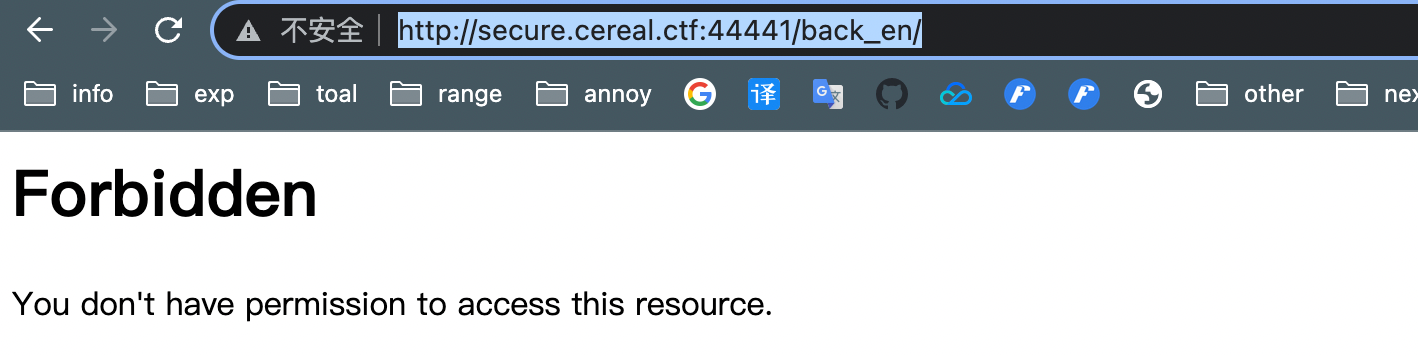 不安全 http://secure.cereal.ctf:44441/back_en/
info exp toal range annoy G 译 G 文 other nex
Forbidden
You don't have permission to access this resource.